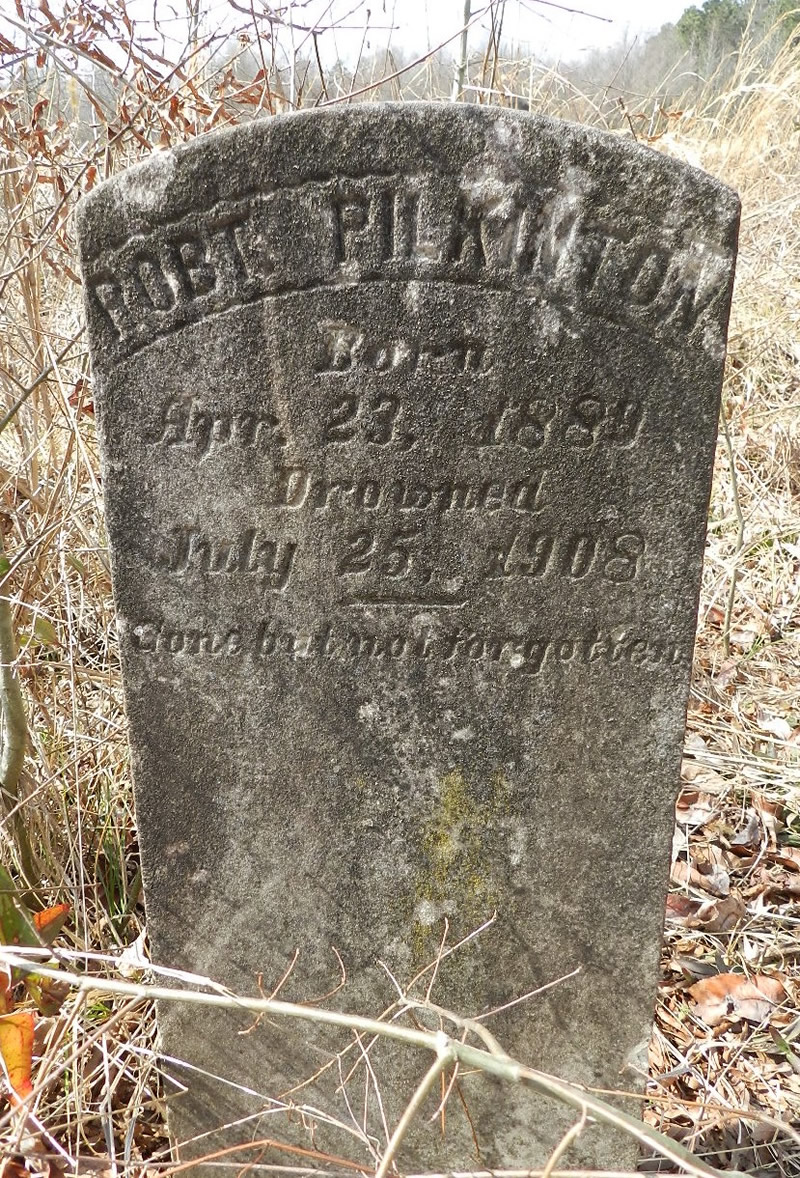 ROBT. PILKINTON
Born
Apr. 23, 1889
Drowned
July 25, 1908
Gone but not forgotten